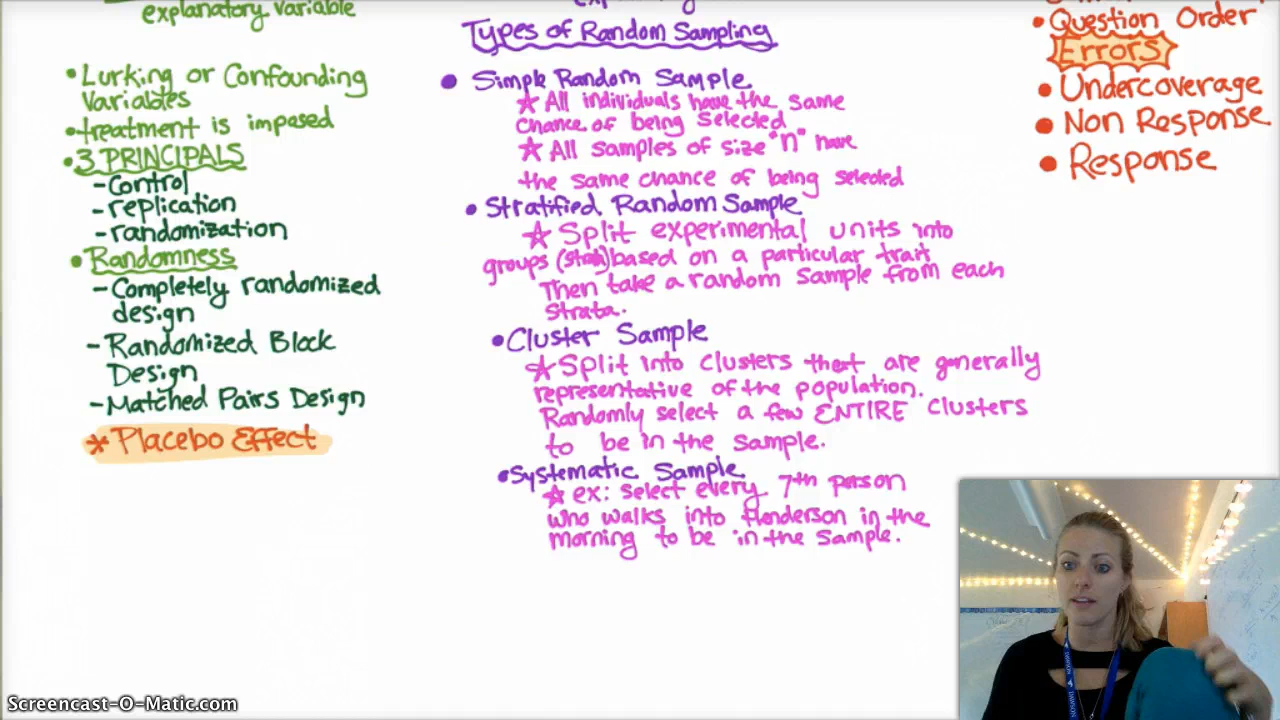 explanatory variable
• Lurking or Confounding
Variables
• treatment is imposed
• 3 PRINCIPALS
- Control
- replication
- randomization
• Randomness
- Completely randomized
design
- Randomized Block
Design
- Matched Pairs Design
* Placebo Effect
Types of Random Sampling
• Simple Random Sample
☆ All individuals have the same
chance of being selected
☆ All samples of size "n" have
the same chance of being selected
• Stratified Random Sample
☆ Split experimental units into
groups (strata) based on a particular trait
Then take a random sample from each
strata.
• Cluster Sample
☆ Split into clusters that are generally
representative of the population.
Randomly select a few ENTIRE clusters
to be in the sample.
• Systematic Sample
☆ ex: select every 7th person
who walks into Henderson in the
morning to be in the sample.
• Question Order
Errors
• Undercoverage
• Non Response
• Response
Screencast-O-Matic.com